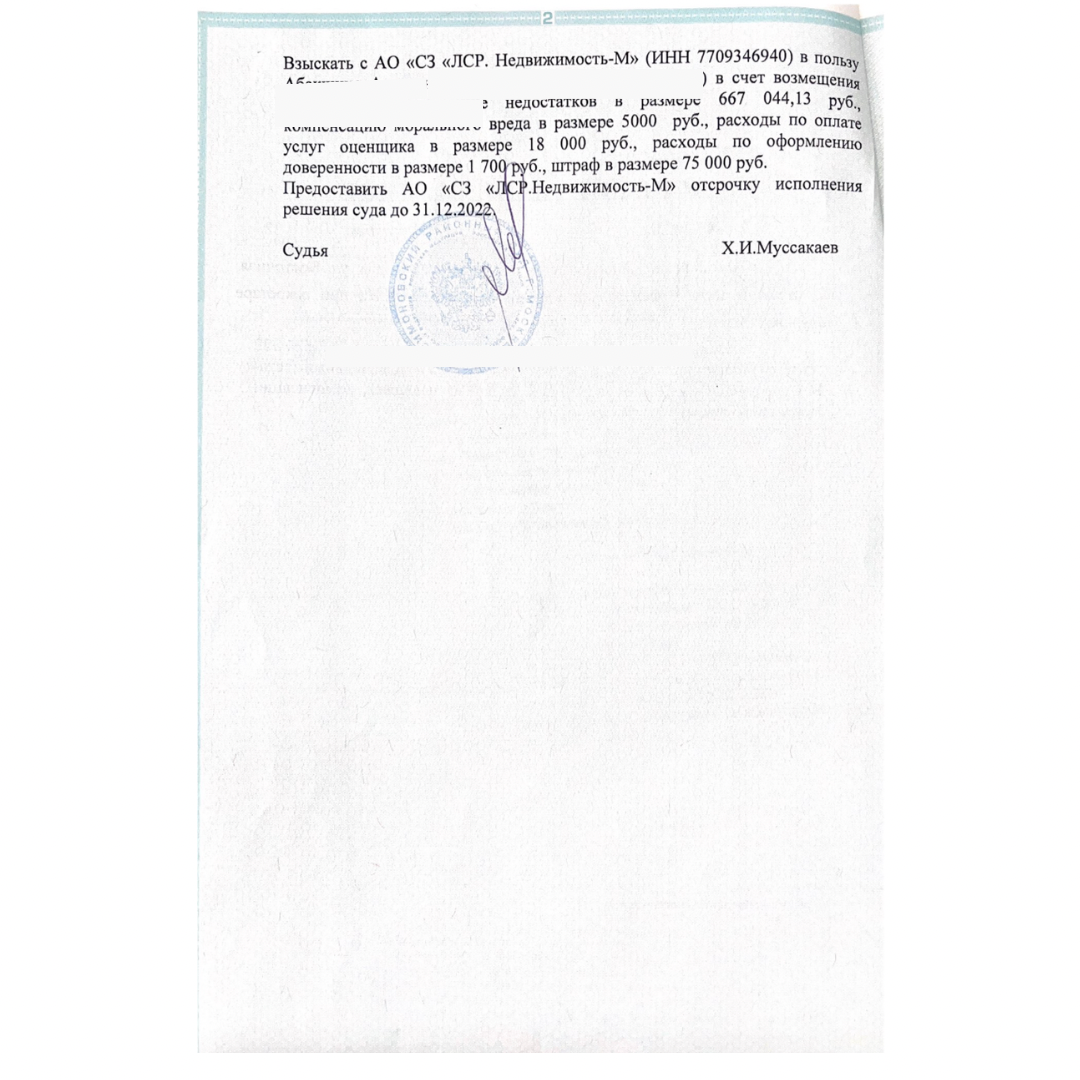 2
Взыскать с АО «СЗ «ЛСР. Недвижимость-М» (ИНН 7709346940) в пользу
) в счет возмещения
недостатков в размере 667 044,13 руб.,
компенсацию морального вреда в размере 5000 руб., расходы по оплате
услуг оценщика в размере 18 000 руб., расходы по оформлению
доверенности в размере 1 700 руб., штраф в размере 75 000 руб.
Предоставить АО «СЗ «ЛСР.Недвижимость-М» отсрочку исполнения
решения суда до 31.12.2022.
Судья Х.И.Муссакаев
РАЙОННЫЙ